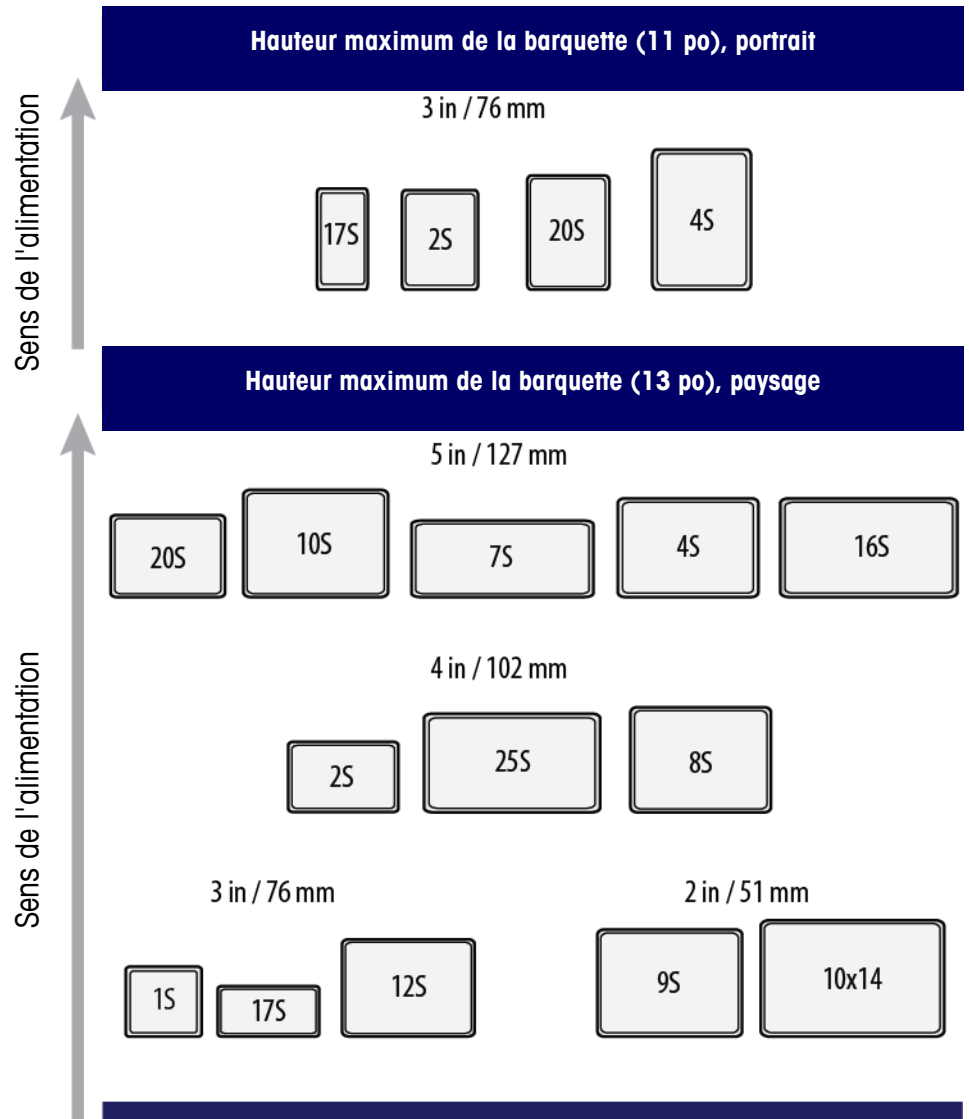 Hauteur maximum de la barquette (11 po), portrait
Sens de l'alimentation
3 in / 76 mm
17S
2S
20S
4S
Hauteur maximum de la barquette (13 po), paysage
Sens de l'alimentation
5 in / 127 mm
20S
10S
7S
4S
16S
4 in / 102 mm
2S
25S
8S
3 in / 76 mm
2 in / 51 mm
1S
17S
12S
9S
10x14